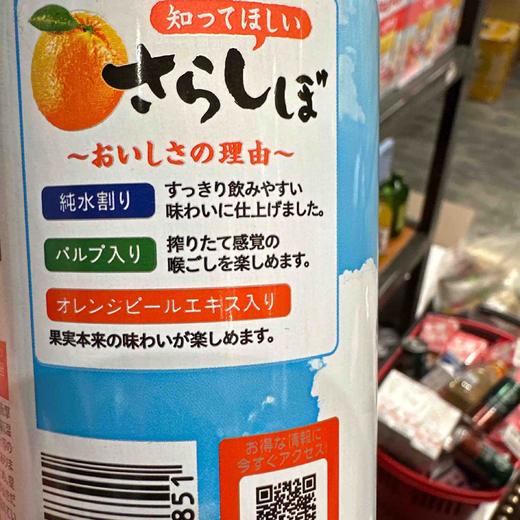 知ってほしい
さらしぼ
～おいしさの理由～
純水割り
すっきり飲みやすい
味わいに仕上げました。
パルプ入り
搾りたて感覚の
喉ごしを楽しめます。
オレンジピールエキス入り
果実本来の味わいが楽しめます。
お得な情報に
今すぐアクセス!
851